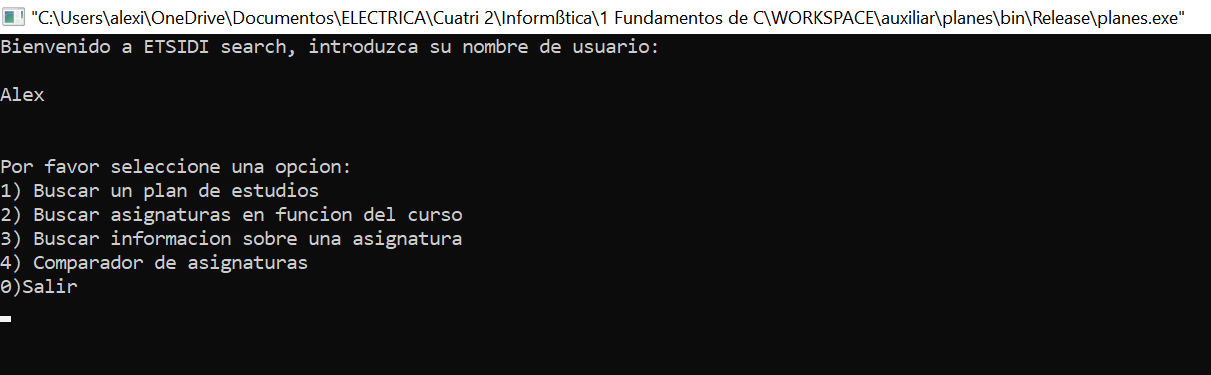 "C:\Users\alexi\OneDrive\Documentos\ELECTRICA\Cuatri 2\Informßtica\1 Fundamentos de C\WORKSPACE\auxiliar\planes\bin\Release\planes.exe"
Bienvenido a ETSIDI search, introduzca su nombre de usuario:
Alex
Por favor seleccione una opcion:
1) Buscar un plan de estudios
2) Buscar asignaturas en funcion del curso
3) Buscar informacion sobre una asignatura
4) Comparador de asignaturas
0)Salir